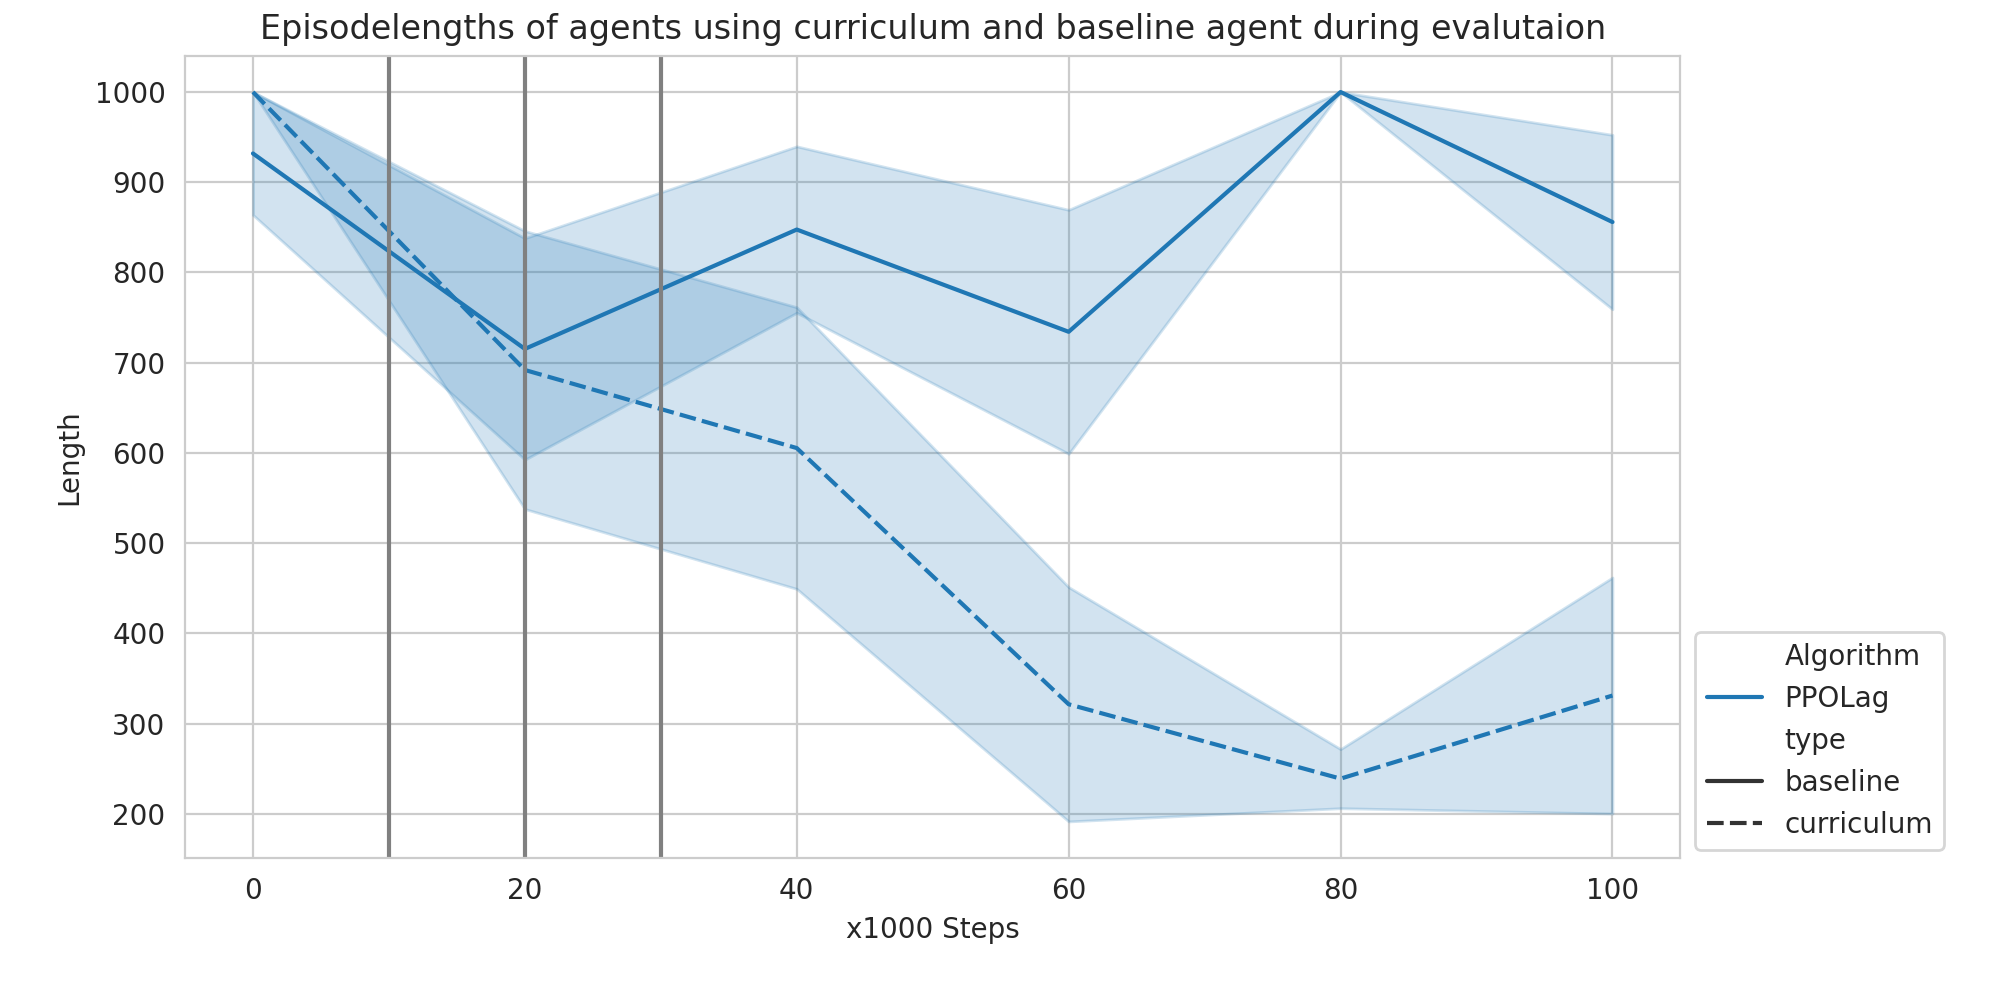 Episodelengths of agents using curriculum and baseline agent during evalutaion
1000
900
800
700
600
500
400
300
200
Length
0 20 40 60 80 100
x1000 Steps
Algorithm
PPOLag
type
baseline
curriculum